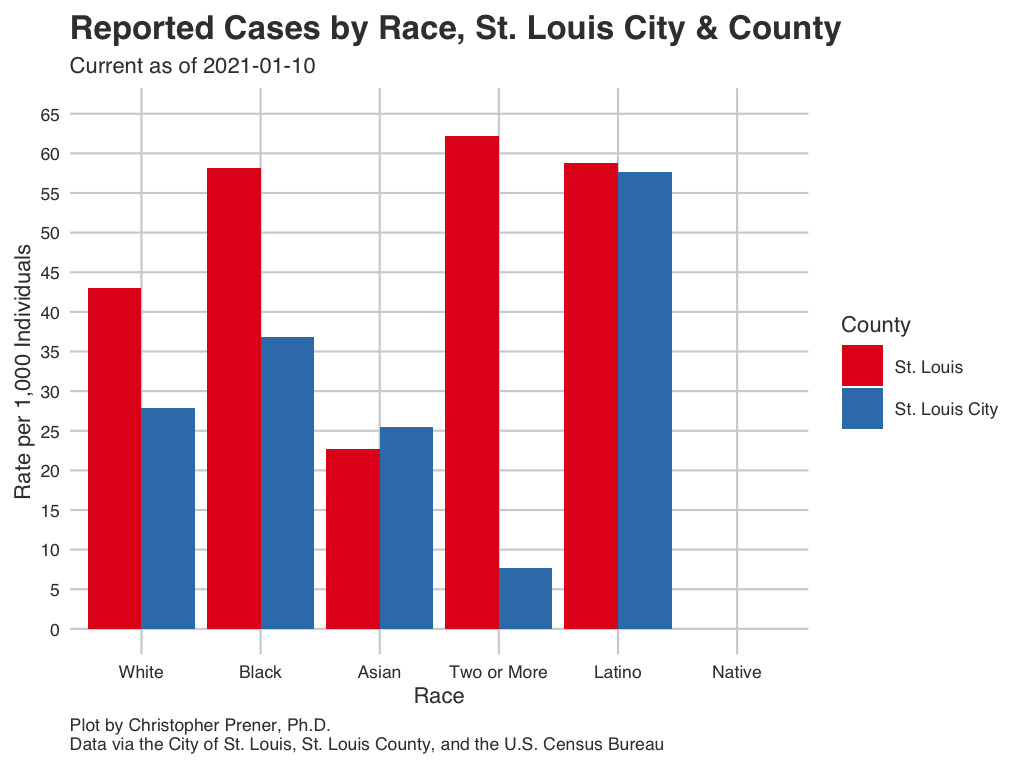 Reported Cases by Race, St. Louis City & County
Current as of 2021-01-10
Rate per 1,000 Individuals
65
60
55
50
45
40
35
30
25
20
15
10
5
0
White Black Asian Two or More Latino Native
Race
County
St. Louis
St. Louis City
Plot by Christopher Prener, Ph.D.
Data via the City of St. Louis, St. Louis County, and the U.S. Census Bureau